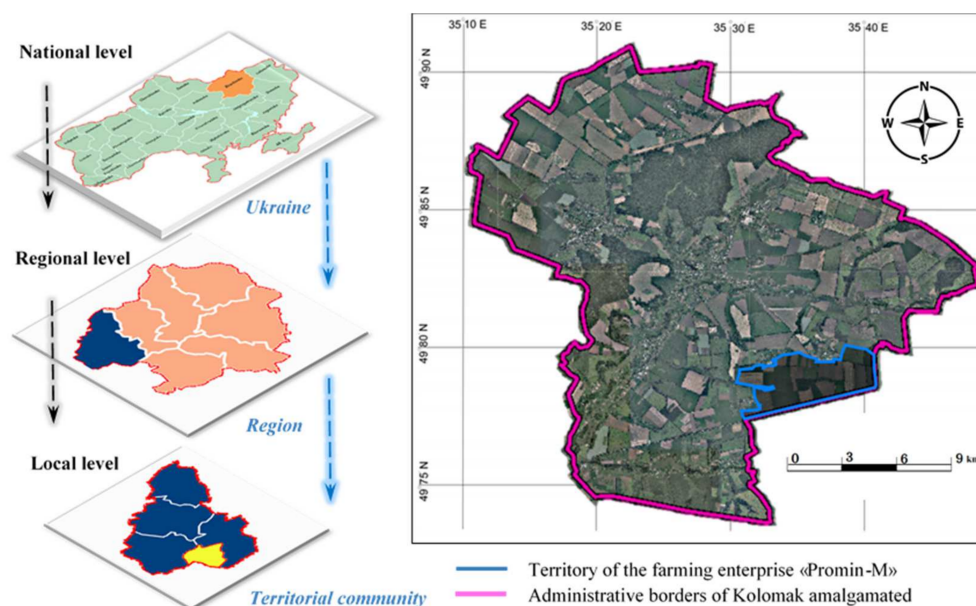 National level
Ukraine
Regional level
Region
Local level
Territorial community
35 10 E
35 20 E
35 30 E
35 40 E
49 90 N
49 85 N
49 80 N
49 75 N
N
W
E
S
0 3 6 9 km
Territory of the farming enterprise «Promin-M»
Administrative borders of Kolomak amalgamated